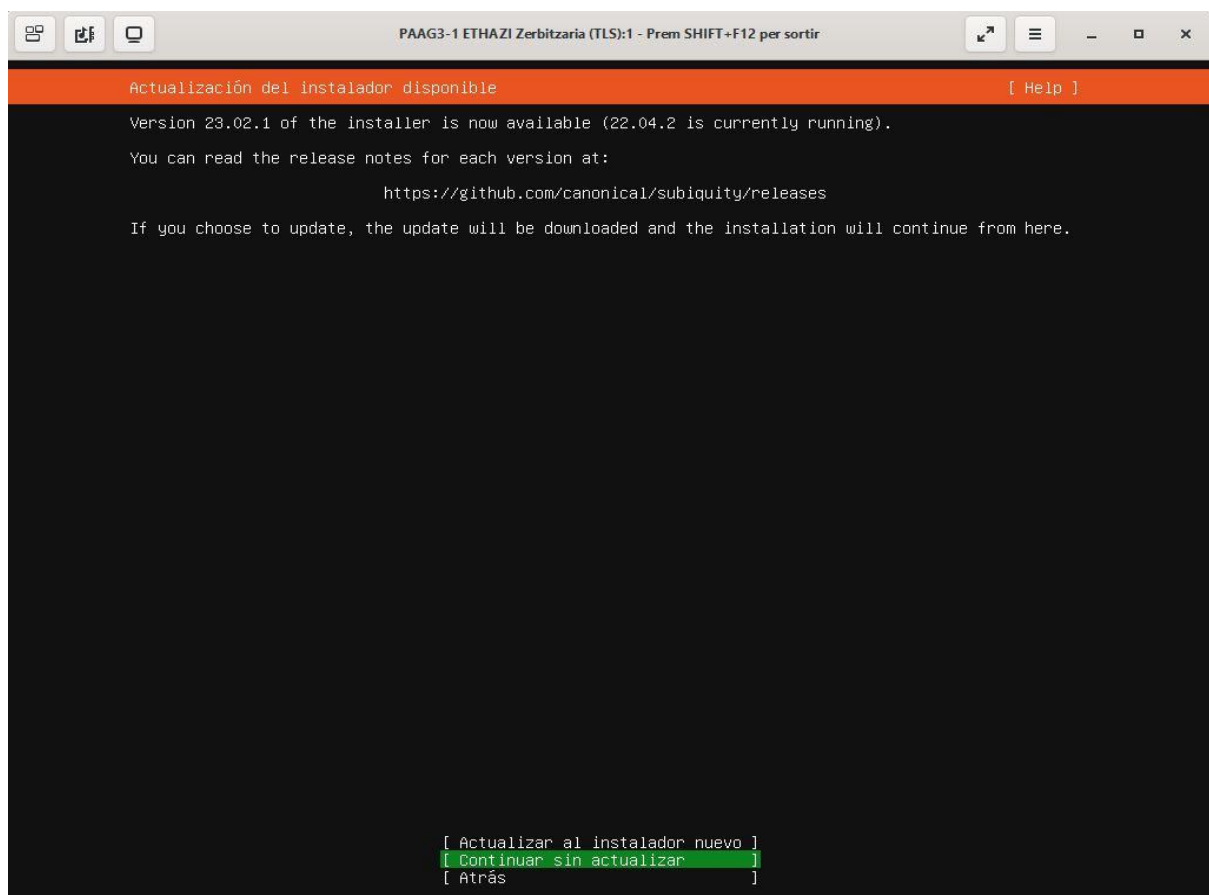 PAAG3-1 ETHAZI Zerbitzaria (TLS):1 - Prem SHIFT+F12 per sortir
Actualización del instalador disponible [ Help ]
Version 23.02.1 of the installer is now available (22.04.2 is currently running).
You can read the release notes for each version at:
https://github.com/canonical/subiquity/releases
If you choose to update, the update will be downloaded and the installation will continue from here.
[ Actualizar al instalador nuevo ]
[ Continuar sin actualizar ]
[ Atrás ]